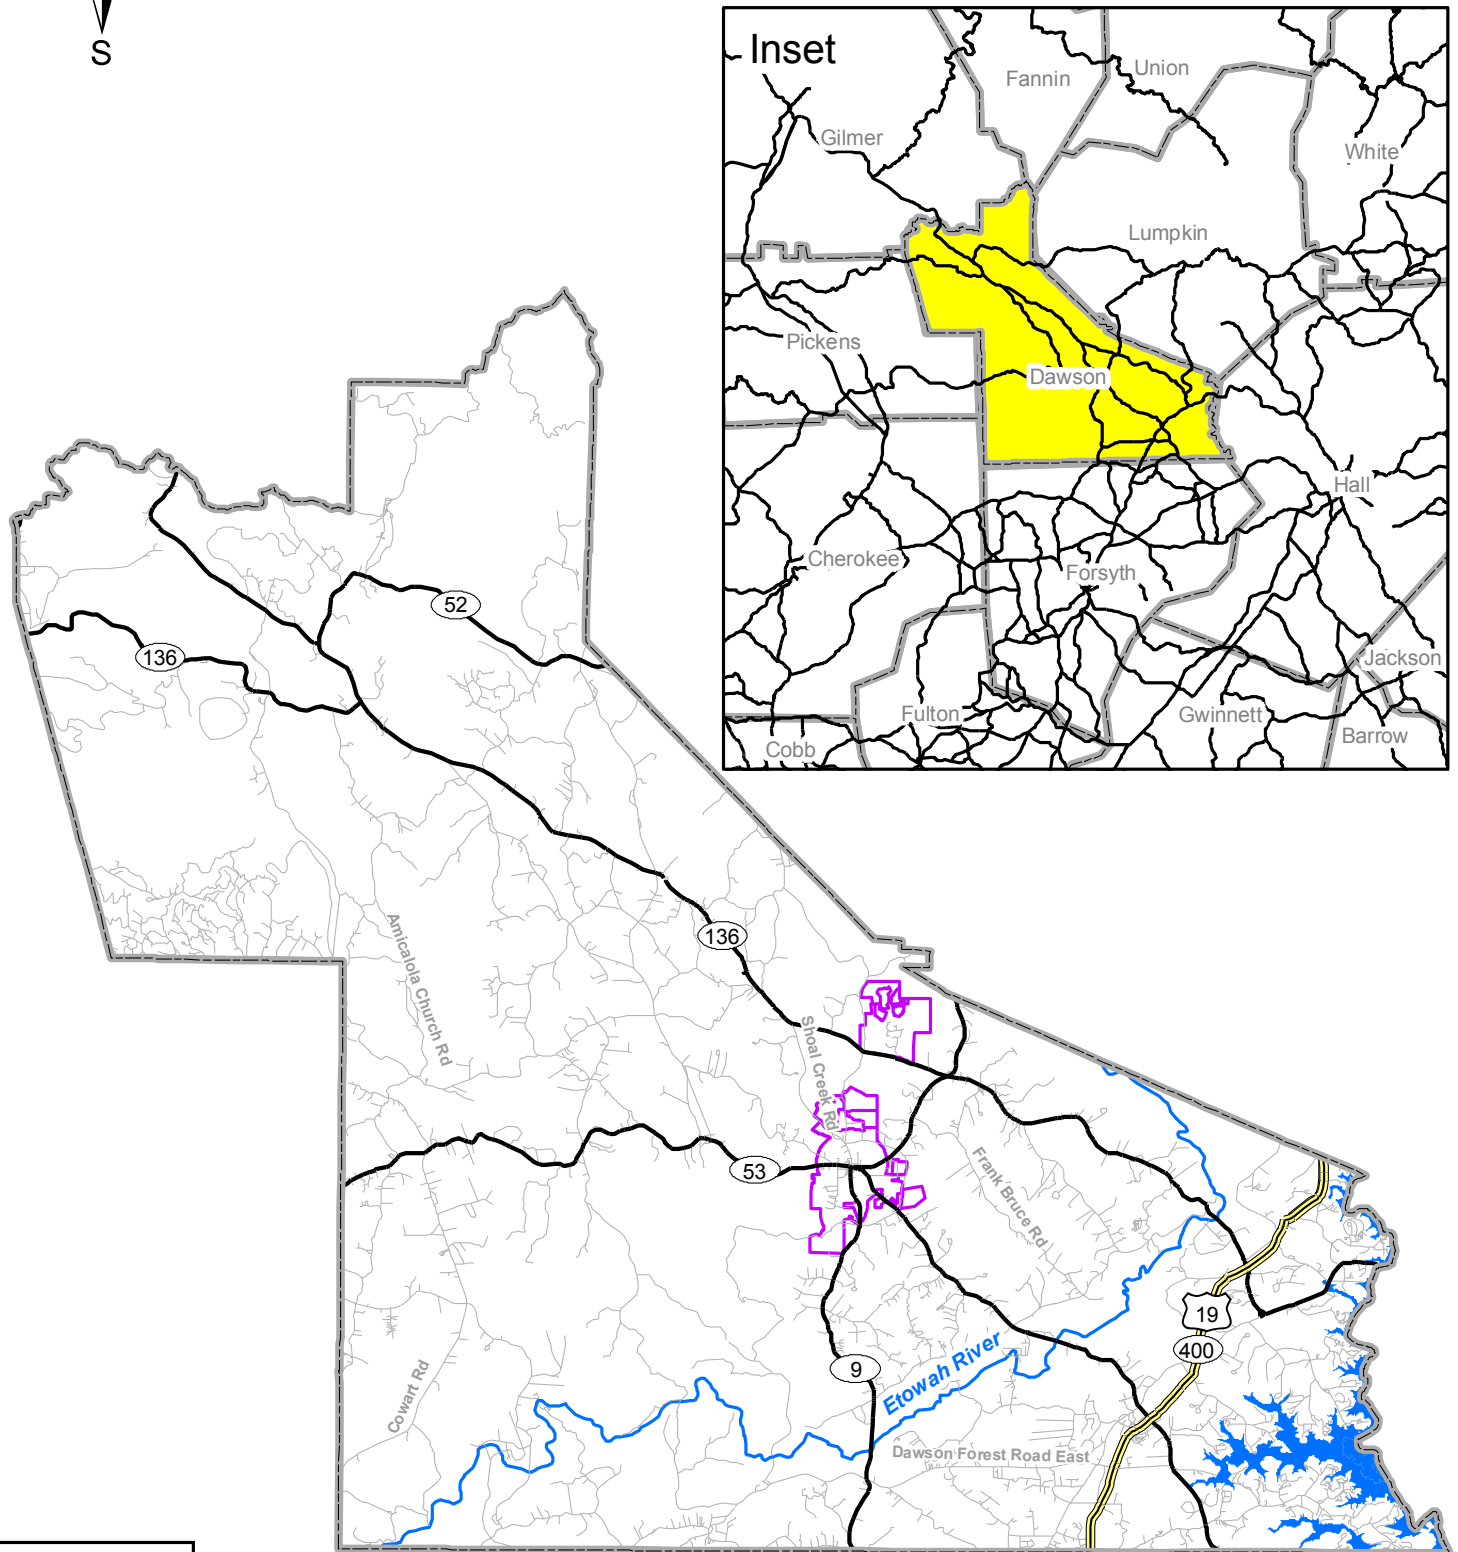 S
Inset
Fannin
Union
Gilmer
White
Lumpkin
Pickens
Dawson
Hall
Cherokee
Forsyth
Jackson
Fulton
Gwinnett
Barrow
Cobb
52
136
136
Amicalola Church Rd
Shoal Creek Rd
53
Frank Bruce Rd
19
400
9
Etowah River
Cowart Rd
Dawson Forest Road East